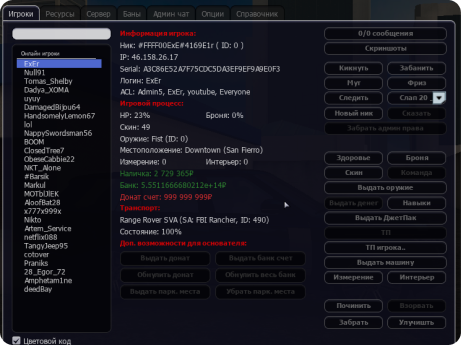 Игроки Ресурсы Сервер Баны Админ чат Опции Справочник
Онлайн игроки
ExEr
Null91
Tomas_Shelby
Dadya_XOMA
uyuy
DamagedBijou64
HandsomelyLemon67
lol
NappySwordsman56
BOOM
ClosedTree7
ObeseCabbie22
NKT_Alone
#Barsik
Markul
MOTbIJIEK
AloofBat28
x777x999x
Nikto
Artem_Service
netflix088
TangyJeep95
cotover
Praniks
28_Egor_72
Amphetam1ne
deed8ay
Цветовой код
Информация игрока:
Ник: #FFFF00ExE#4169E1r ( ID: 0 )
IP: 46.158.26.17
Serial: A3C86E52A7F75CDC5DA3EF9EF9A9E0F3
Логин: ExEr
ACL: Admin5, ExEr, youtube, Everyone
Игровой процесс:
HP: 23% Броня: 0%
Скин: 49
Оружие: Fist (ID: 0)
Местоположение: Downtown (San Fierro)
Измерение: 0 Интерьер: 0
Наличка: 2 729 365₽
Банк: 5.5511666680212e+14₽
Донат счет: 999 999 999₽
Транспорт:
Range Rover SVA (SA: FBI Rancher, ID: 490)
Состояние: 100%
Доп. возможности для основателя:
Выдать донат Выдать банк счет
Обнулить донат Обнулить весь банк
Выдать парк. места Убрать парк. места
0/0 сообщения
Скриншоты
Кикнуть Забанить
Мут Фриз
Следить Слап 20
Новый ник Связать
Забрать админ права
Здоровье Броня
Скин Команда
Выдать оружие
Выдать денег Навыки
Выдать ДжетПак
ТП
ТП игрока..
Выдать машину
Измерение Интерьер
Починить Взорвать
Забрать Улучшить